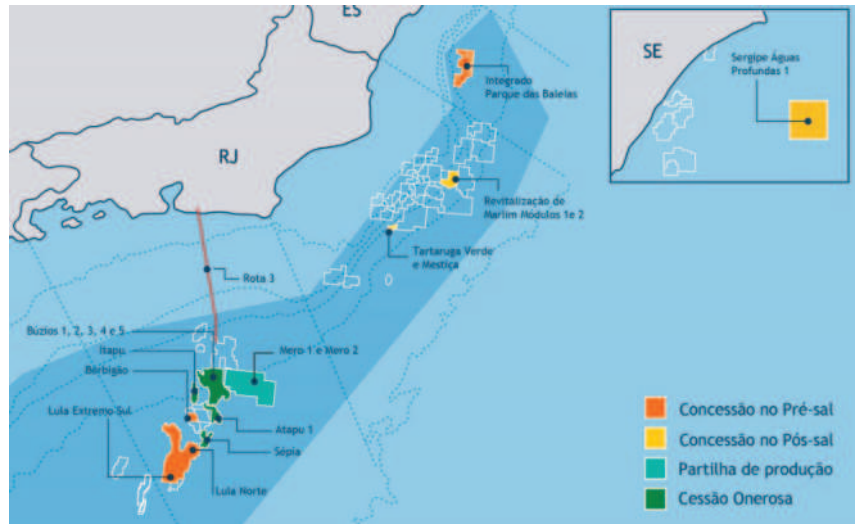 ES
RJ
SE
Sergipe Águas
Profundas 1
Integrado
Parque das Baleias
Revitalização de
Marlim Módulos 1e 2
Tartaruga Verde
e Mestiça
Rota 3
Búzios 1, 2, 3, 4 e 5
Itapu
Berbigão
Lula Extremo Sul
Mero 1 e Mero 2
Atapu 1
Sépia
Lula Norte
Concessão no Pré-sal
Concessão no Pós-sal
Partilha de produção
Cessão Onerosa